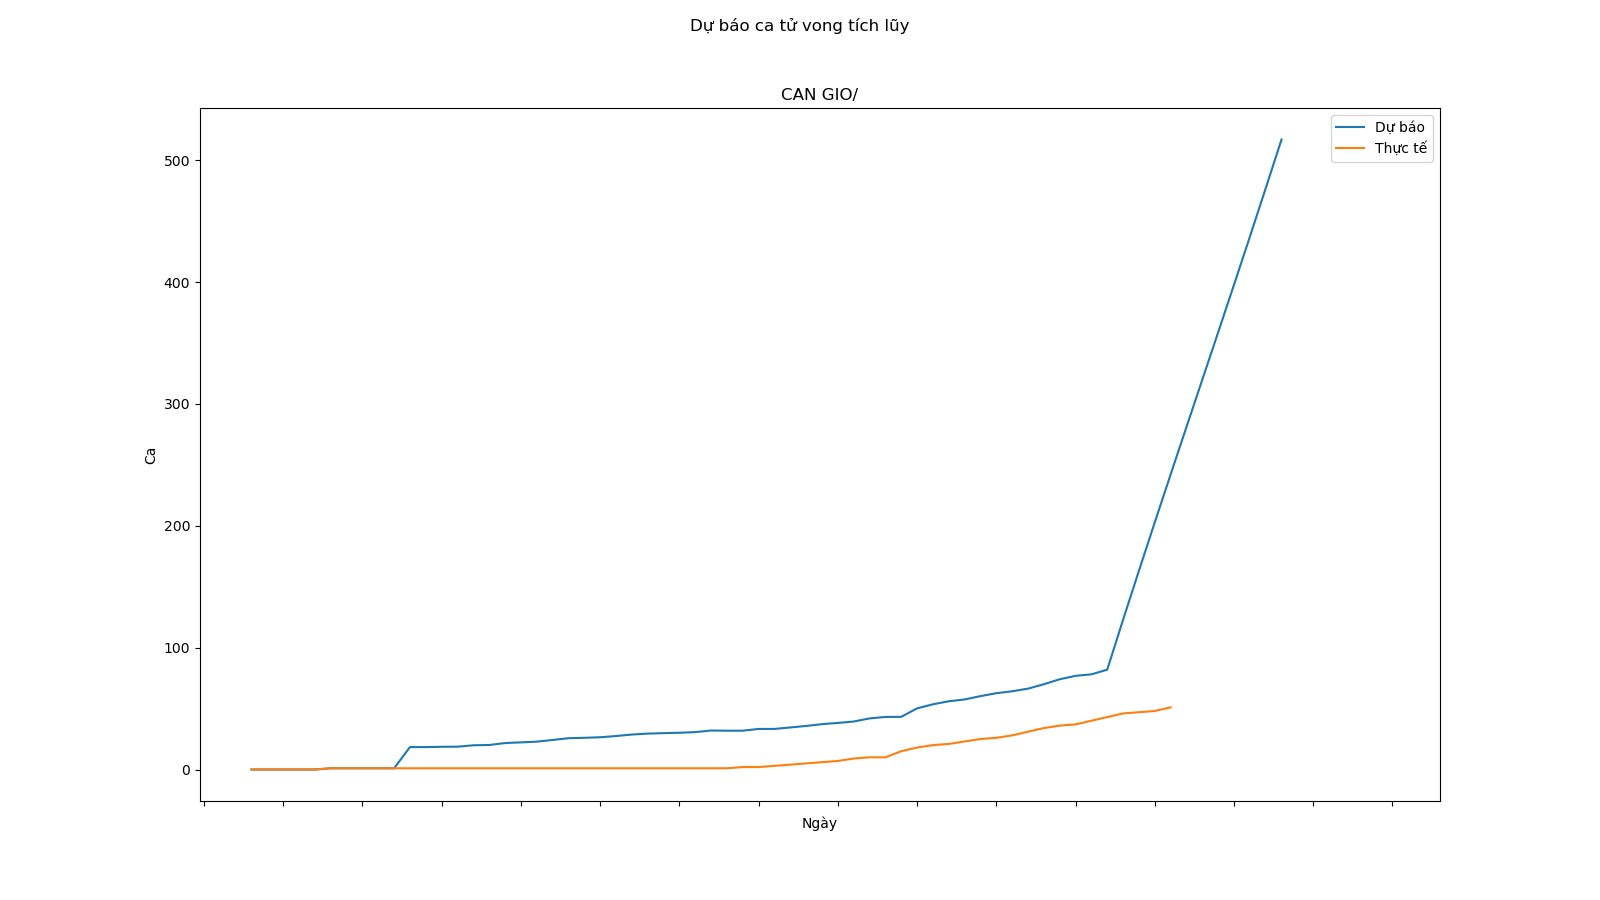 Dự báo ca tử vong tích lũy
CAN GIO/
Dự báo
Thực tế
500
400
300
200
100
0
Ca
Ngày